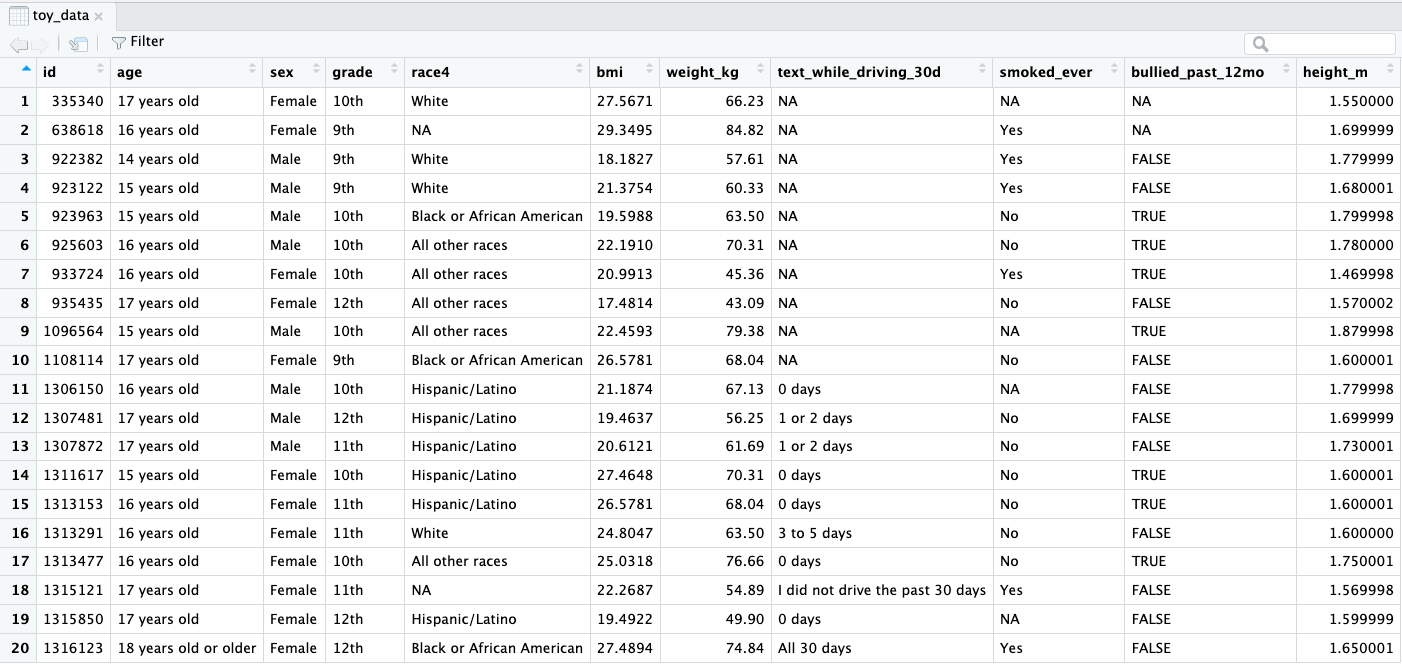 toy_data
Filter
id age sex grade race4 bmi weight_kg text_while_driving_30d smoked_ever bullied_past_12mo height_m
1 335340 17 years old Female 10th White 27.5671 66.23 NA NA NA 1.550000
2 638618 16 years old Female 9th NA 29.3495 84.82 NA Yes NA 1.699999
3 922382 14 years old Male 9th White 18.1827 57.61 NA Yes FALSE 1.779999
4 923122 15 years old Male 9th White 21.3754 60.33 NA Yes FALSE 1.680001
5 923963 15 years old Male 10th Black or African American 19.5988 63.50 NA No TRUE 1.799998
6 925603 16 years old Male 10th All other races 22.1910 70.31 NA No TRUE 1.780000
7 933724 16 years old Female 10th All other races 20.9913 45.36 NA Yes TRUE 1.469998
8 935435 17 years old Female 12th All other races 17.4814 43.09 NA No FALSE 1.570002
9 1096564 15 years old Male 10th All other races 22.4593 79.38 NA NA TRUE 1.879998
10 1108114 17 years old Female 9th Black or African American 26.5781 68.04 NA No FALSE 1.600001
11 1306150 16 years old Male 10th Hispanic/Latino 21.1874 67.13 0 days NA FALSE 1.779998
12 1307481 17 years old Male 12th Hispanic/Latino 19.4637 56.25 1 or 2 days No FALSE 1.699999
13 1307872 17 years old Male 11th Hispanic/Latino 20.6121 61.69 1 or 2 days No FALSE 1.730001
14 1311617 15 years old Female 10th Hispanic/Latino 27.4648 70.31 0 days No TRUE 1.600001
15 1313153 16 years old Female 11th Hispanic/Latino 26.5781 68.04 0 days No TRUE 1.600001
16 1313291 16 years old Female 11th White 24.8047 63.50 3 to 5 days No FALSE 1.600000
17 1313477 16 years old Female 10th All other races 25.0318 76.66 0 days No TRUE 1.750001
18 1315121 17 years old Female 11th NA 22.2687 54.89 I did not drive the past 30 days Yes FALSE 1.569998
19 1315850 17 years old Female 12th Hispanic/Latino 19.4922 49.90 0 days NA FALSE 1.599999
20 1316123 18 years old or older Female 12th Black or African American 27.4894 74.84 All 30 days Yes FALSE 1.650001